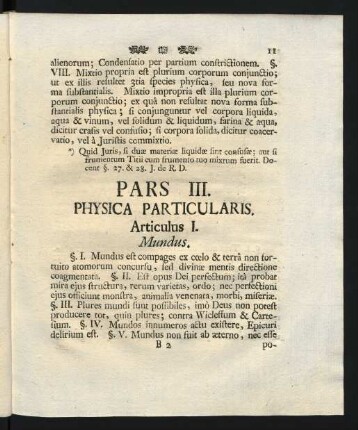 11
alienorum; Condensatio per partium constrictionem. §.
VIII. Mixtio propria est plurium corporum conjunctio;
ut ex illis resultet 3tia species physica, seu nova for-
ma substantialis. Mixtio impropria est illa plurium cor-
porum conjunctio; ex quâ non resultat nova forma sub-
stantialis physica; si conjunguntur vel corpora liquida,
aqua & vinum, vel solidum & liquidum, farina & aqua,
dicitur crasis vel confusio; si corpora solida, dicitur coacer-
vatio, vel à Juristis commixtio.
*) Quid Juris, si duæ materiæ liquidæ sint confusæ; aut si
frumentum Titii cum frumento tuo mixtum fuerit. Do-
cent §. 27. & 28. J. de R. D.
PARS III.
PHYSICA PARTICULARIS.
Articulus I.
Mundus.
§. I. Mundus est compages ex cœlo & terrâ non for-
tuito atomorum concursu, sed divinæ mentis directione
coagmentata. §. II. Est opus Dei perfectum; id probat
mira ejus structura, rerum varietas, ordo; nec perfectioni
ejus officiunt monstra, animalia venenata, morbi, miseriæ.
§. III. Plures mundi sunt possibiles, imò Deus non potest
producere tot, quin plures; contra Wiclefsum & Carte-
sium. §. IV. Mundos innumeros actu existere, Epicuri
delirium est. §. V. Mundus non fuit ab æterno, nec esse
B 2 po-